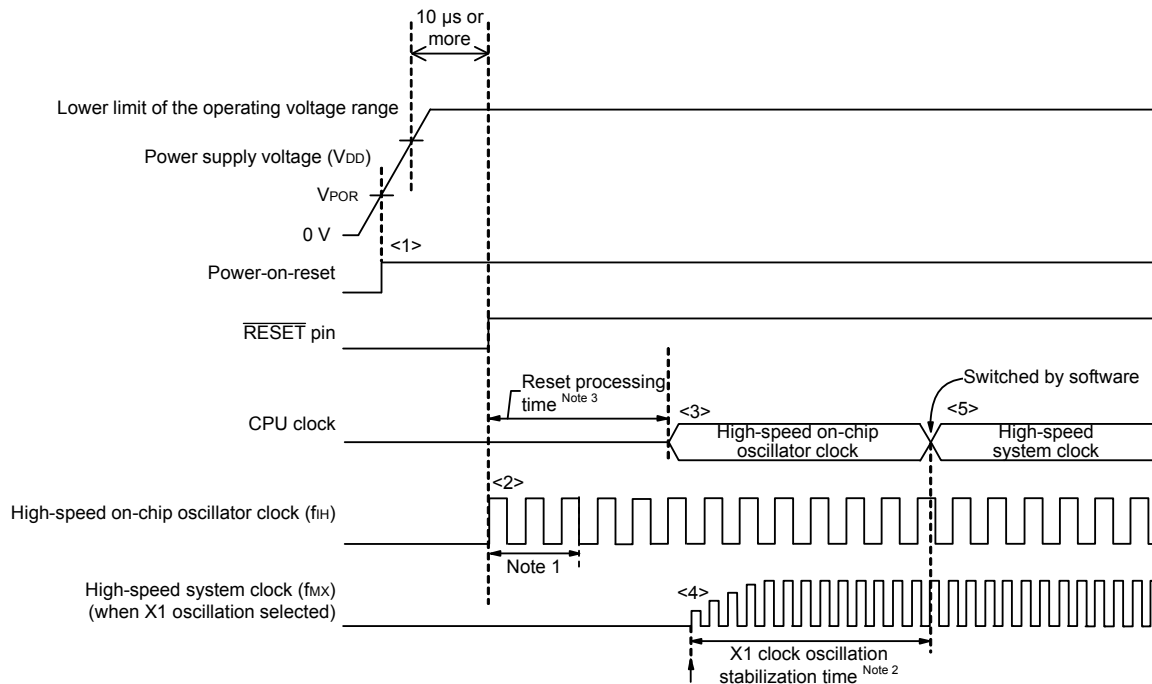 10 µs or
more
Lower limit of the operating voltage range
Power supply voltage (VDD)
VPOR
0 V
<1>
Power-on-reset
RESET pin
Reset processing
time Note 3
Switched by software
CPU clock
<3>
<5>
High-speed on-chip
oscillator clock
High-speed
system clock
<2>
High-speed on-chip oscillator clock (fIH)
Note 1
High-speed system clock (fMX)
(when X1 oscillation selected)
<4>
X1 clock oscillation
stabilization time Note 2